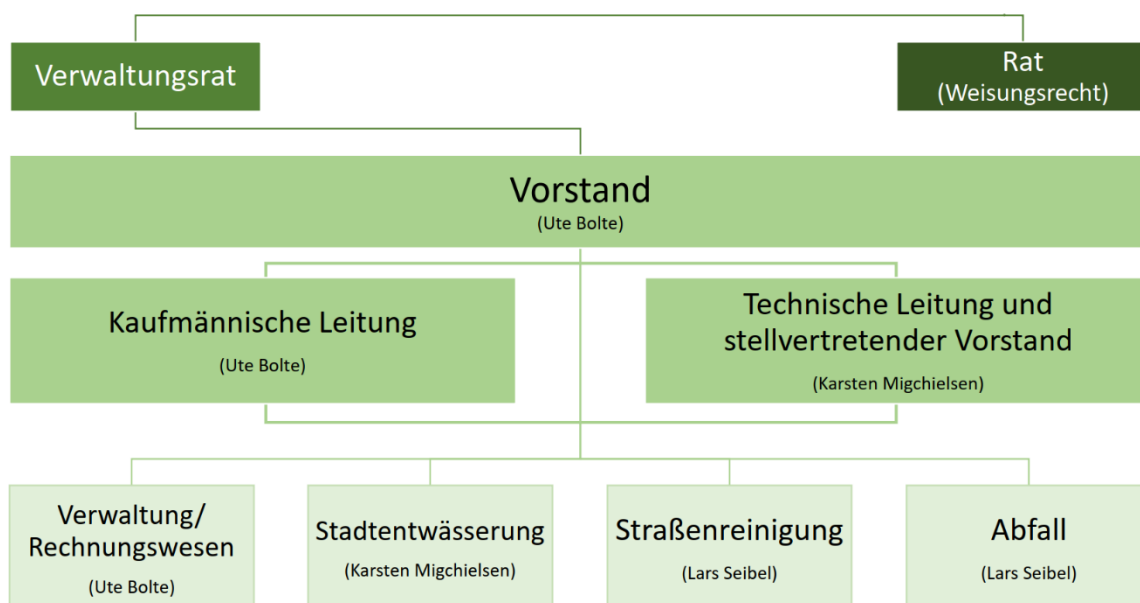 Verwaltungsrat
Rat
(Weisungsrecht)
Vorstand
(Ute Bolte)
Kaufmännische Leitung
(Ute Bolte)
Technische Leitung und
stellvertretender Vorstand
(Karsten Migchielsen)
Verwaltung/
Rechnungswesen
(Ute Bolte)
Stadtentwässerung
(Karsten Migchielsen)
Straßenreinigung
(Lars Seibel)
Abfall
(Lars Seibel)